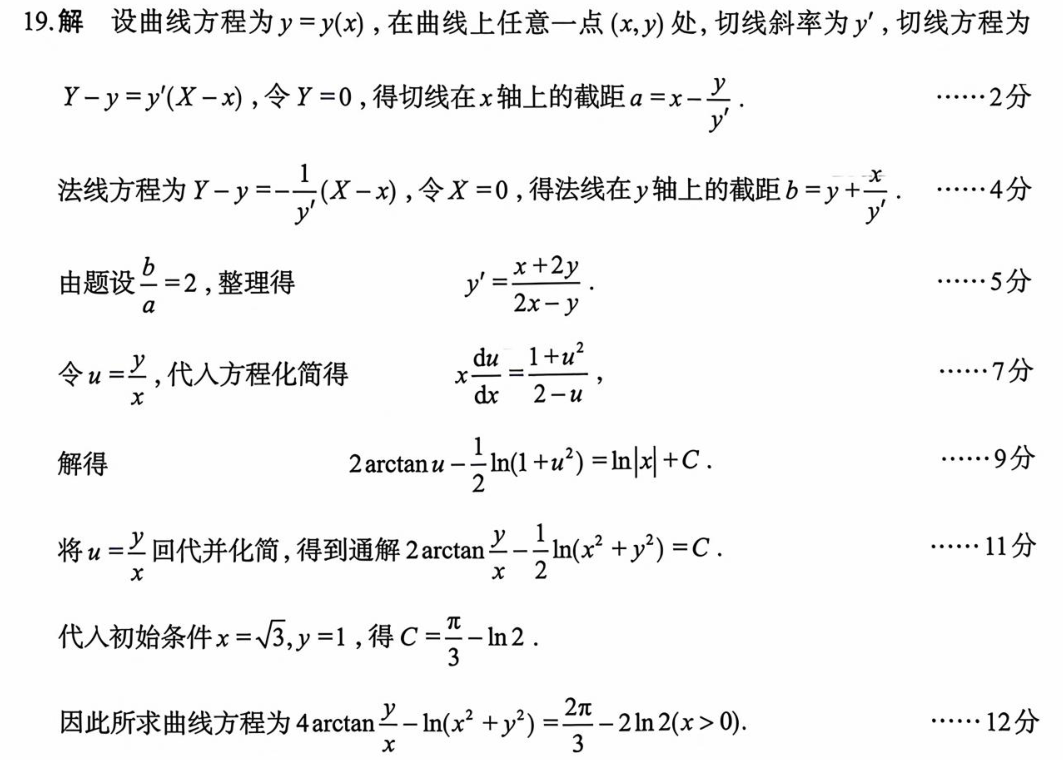 19.解 设曲线方程为 y = y(x) , 在曲线上任意一点 (x, y) 处, 切线斜率为 y′ , 切线方程为
Y − y = y′(X − x) , 令 Y = 0 , 得切线在 x 轴上的截距 a = x − y/y′ . ……2分
法线方程为 Y − y = −1/y′ (X − x) , 令 X = 0 , 得法线在 y 轴上的截距 b = y + x/y′ . ……4分
由题设 b/a = 2 , 整理得 y′ = (x + 2y)/(2x − y) . ……5分
令 u = y/x , 代入方程化简得 x du/dx = (1 + u²)/(2 − u) , ……7分
解得 2 arctan u − 1/2 ln(1 + u²) = ln|x| + C . ……9分
将 u = y/x 回代并化简, 得到通解 2 arctan y/x − 1/2 ln(x² + y²) = C . ……11分
代入初始条件 x = √3, y = 1 , 得 C = π/3 − ln 2 .
因此所求曲线方程为 4 arctan y/x − ln(x² + y²) = 2π/3 − 2 ln 2(x > 0). ……12分